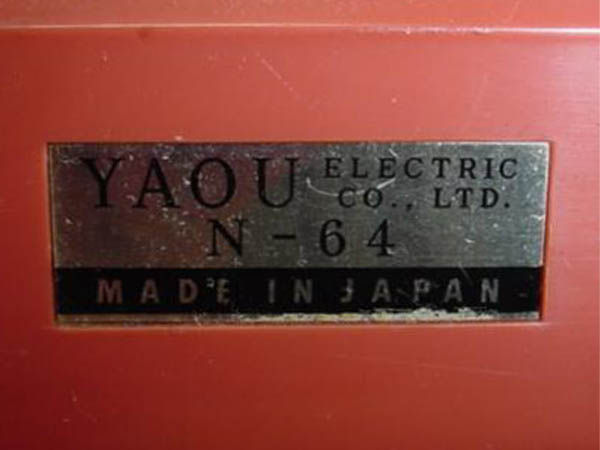 YAOU ELECTRIC
CO., LTD.
N-64
MADE IN JAPAN